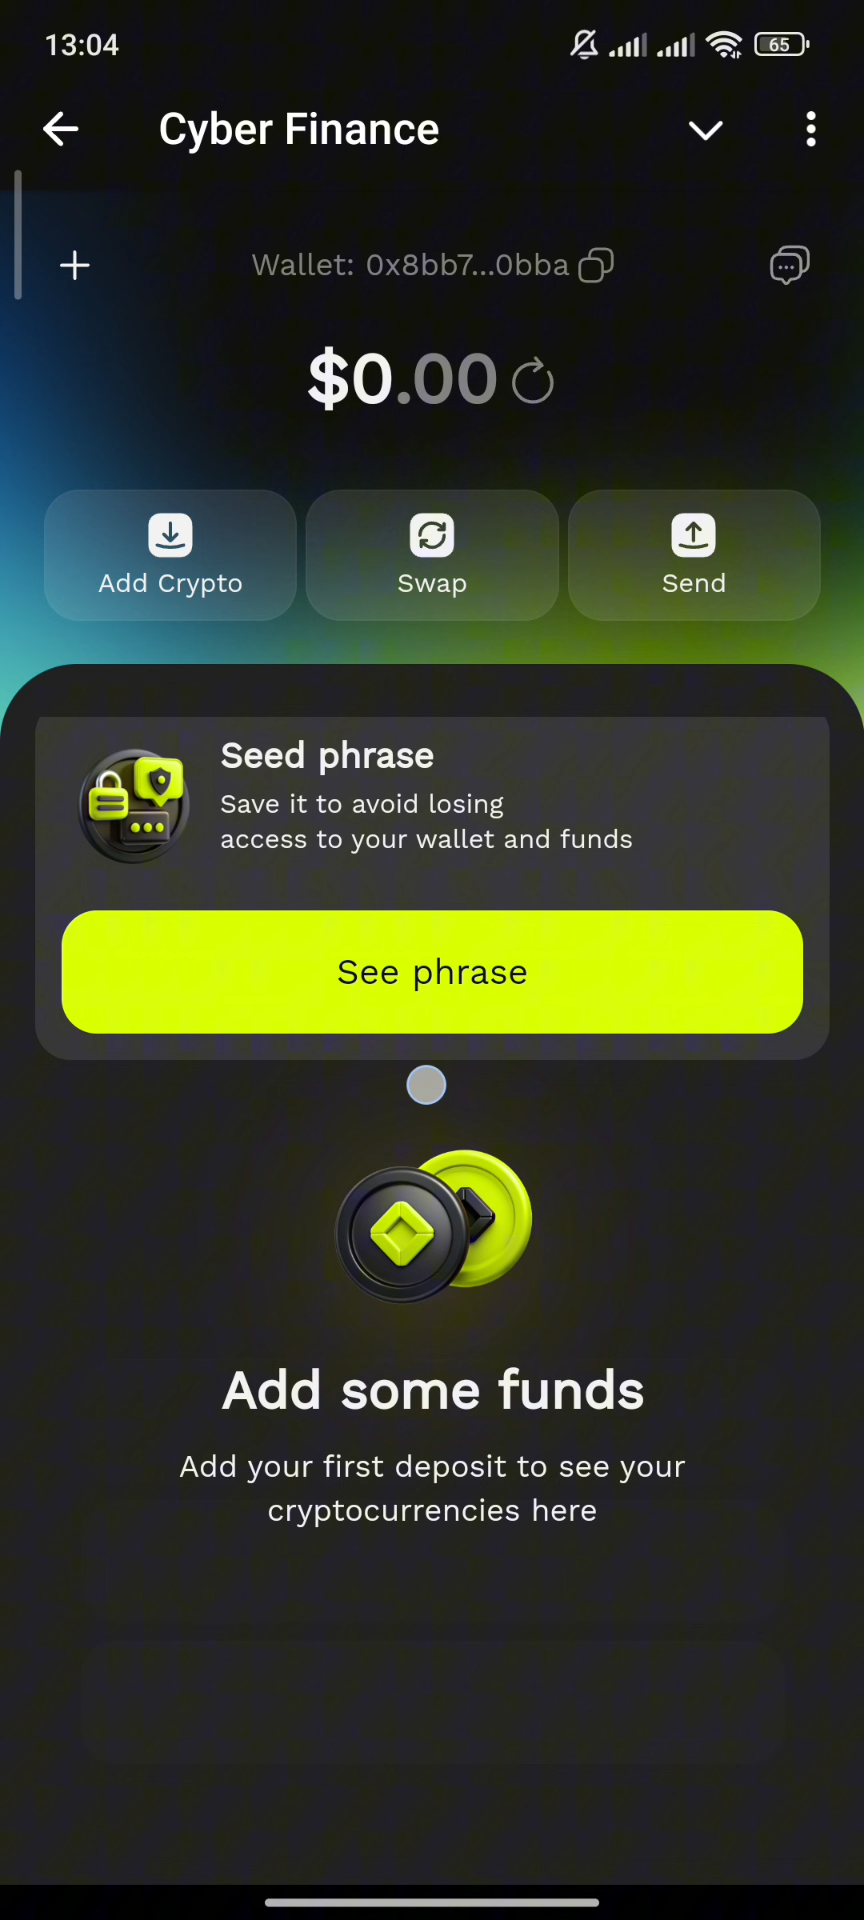 13:04
65
Cyber Finance
Wallet: 0x8bb7...0bba
$0.00
Add Crypto
Swap
Send
Seed phrase
Save it to avoid losing
access to your wallet and funds
See phrase
Add some funds
Add your first deposit to see your
cryptocurrencies here